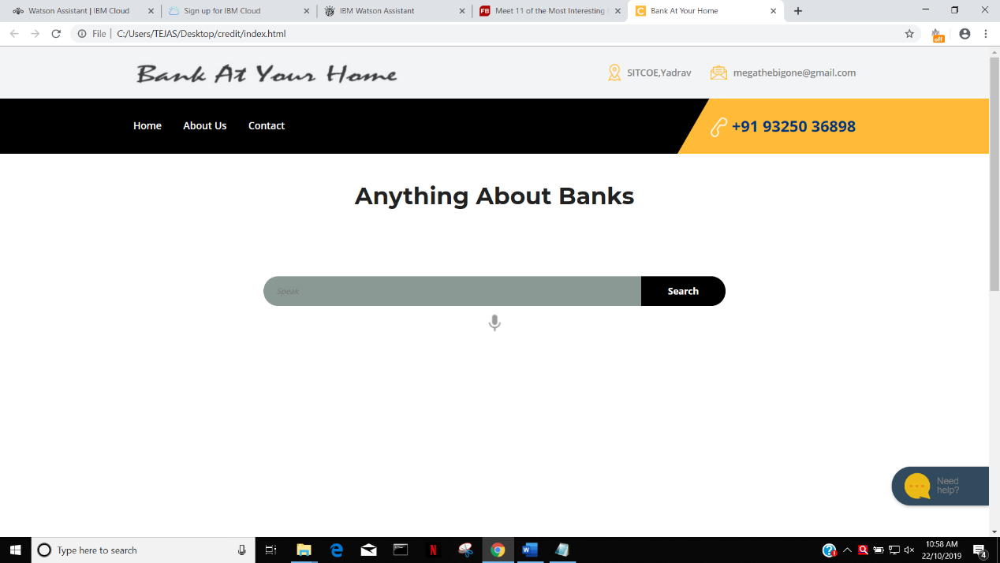 Watson Assistant | IBM Cloud
Sign up for IBM Cloud
IBM Watson Assistant
FB Meet 11 of the Most Interesting
C Bank At Your Home
File | C:/Users/TEJAS/Desktop/credit/index.html
off
Bank At Your Home
SITCOE,Yadrav
megathebigone@gmail.com
Home
About Us
Contact
+91 93250 36898
Anything About Banks
Speak
Search
Need
help?
Type here to search
10:58 AM
22/10/2019
4